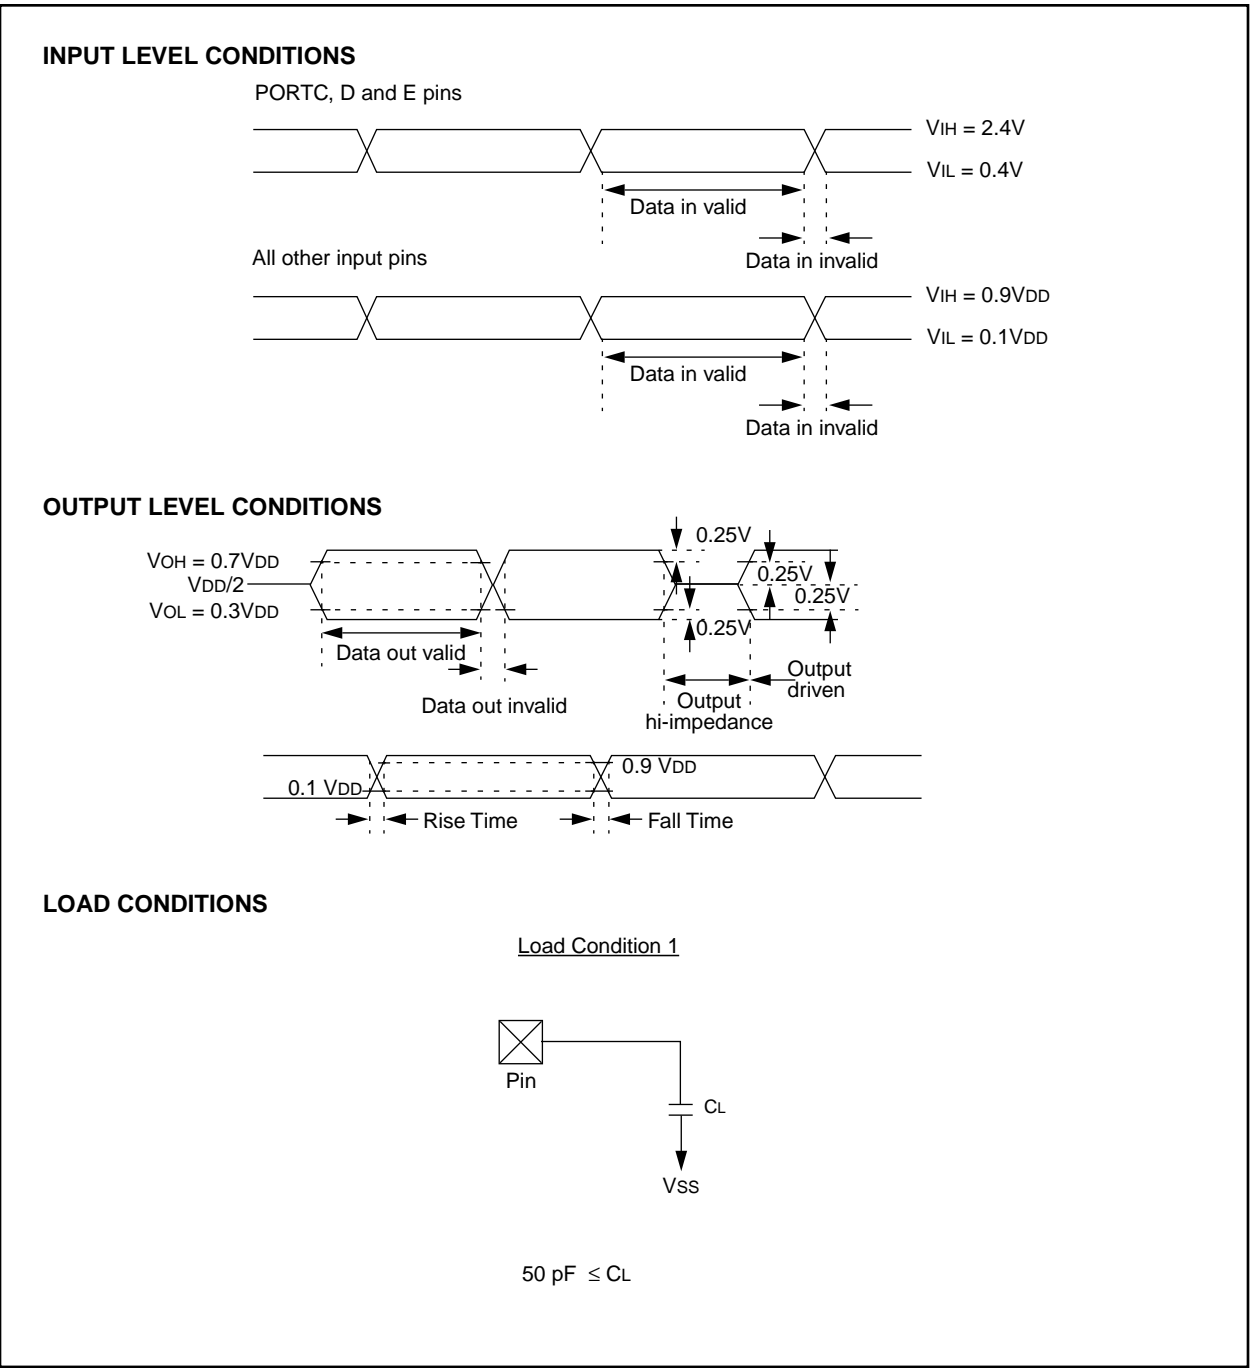 INPUT LEVEL CONDITIONS
PORTC, D and E pins
VIH = 2.4V
VIL = 0.4V
Data in valid
Data in invalid
All other input pins
VIH = 0.9VDD
VIL = 0.1VDD
Data in valid
Data in invalid
OUTPUT LEVEL CONDITIONS
0.25V
VOH = 0.7VDD
0.25V
VDD/2
0.25V
VOL = 0.3VDD
0.25V
Data out valid
Output
driven
Data out invalid
Output
hi-impedance
0.9 VDD
0.1 VDD
Rise Time
Fall Time
LOAD CONDITIONS
Load Condition 1
Pin
CL
VSS
50 pF ≤ CL